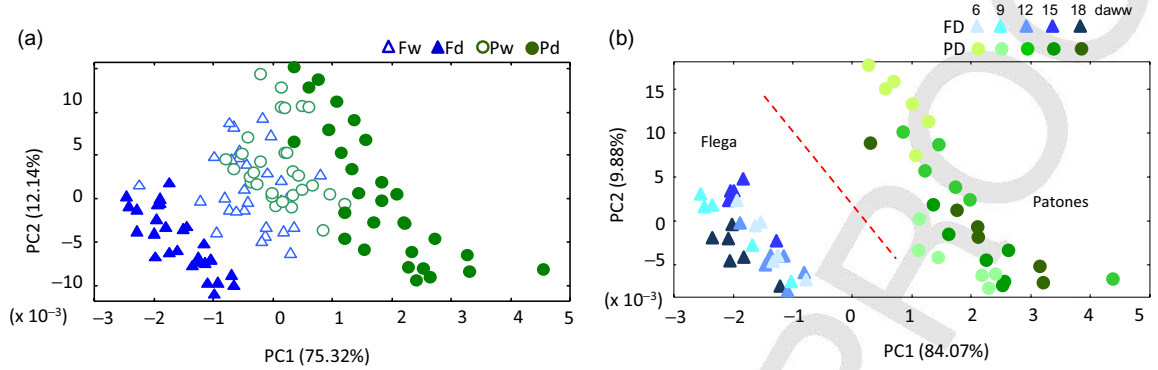 (a)
Fw Fd Pw Pd
10
5
0
−5
−10
PC2 (12.14%)
(x 10⁻³)
−3 −2 −1 0 1 2 3 4 5
PC1 (75.32%)
(b)
6 9 12 15 18 daww
FD
PD
15
10
5
0
−5
PC2 (9.88%)
Flega
Patones
(x 10⁻³)
−3 −2 −1 0 1 2 3 4 5
PC1 (84.07%)